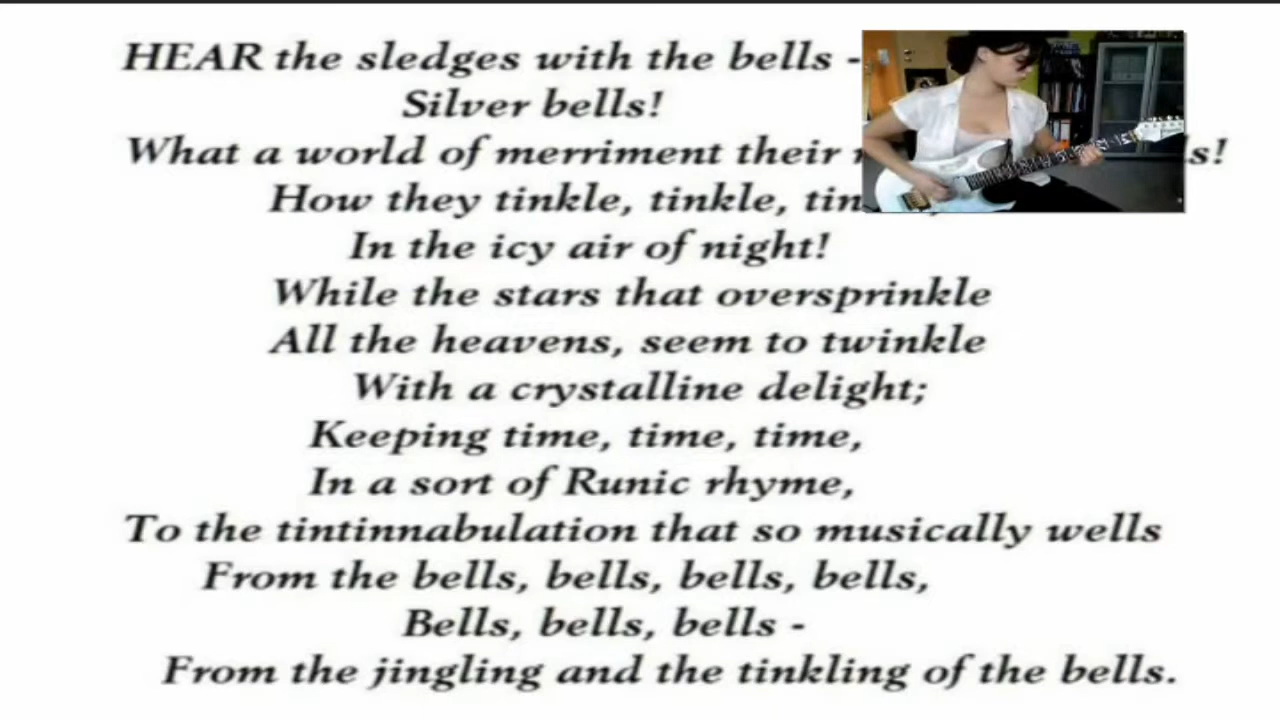 HEAR the sledges with the bells -
Silver bells!
What a world of merriment their
How they tinkle, tinkle,
In the icy air of night!
While the stars that oversprinkle
All the heavens, seem to twinkle
With a crystalline delight;
Keeping time, time, time,
In a sort of Runic rhyme,
To the tintinnabulation that so musically wells
From the bells, bells, bells, bells,
Bells, bells, bells -
From the jingling and the tinkling of the bells.